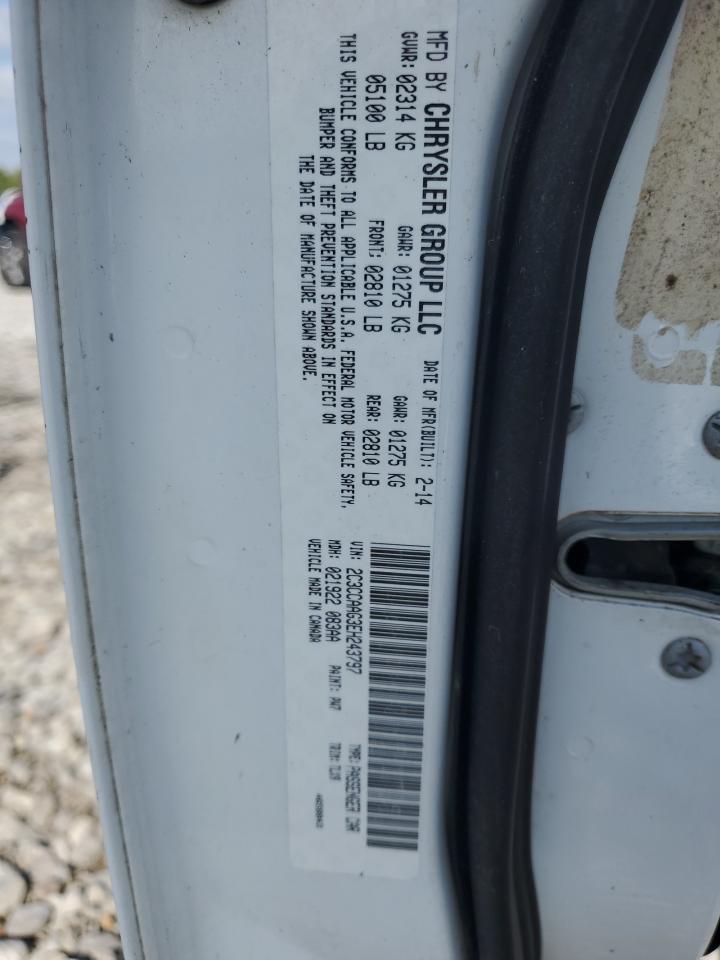 MFD BY CHRYSLER GROUP LLC DATE OF MFR(BUILT): 2-14
GVWR: 02314 KG GAWR: 01275 KG GAWR: 01275 KG
05100 LB FRONT: 02810 LB REAR: 02810 LB
THIS VEHICLE CONFORMS TO ALL APPLICABLE U.S.A. FEDERAL MOTOR VEHICLE SAFETY,
BUMPER AND THEFT PREVENTION STANDARDS IN EFFECT ON
THE DATE OF MANUFACTURE SHOWN ABOVE.
VIN: 2C3CCAAG3EH243797 TYPE: PASSENGER CAR
MDH: 021922 083AA PAINT: PW7 TRIM:
VEHICLE MADE IN CANADA